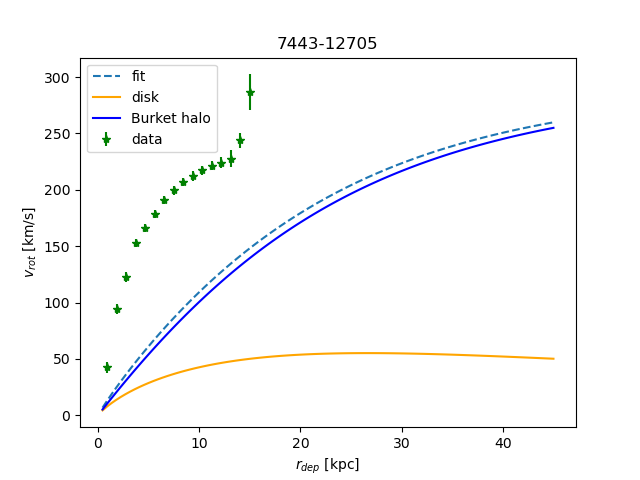 7443-12705
fit
disk
Burket halo
data
300
250
200
150
100
50
0
v_rot [km/s]
0 10 20 30 40
r_dep [kpc]